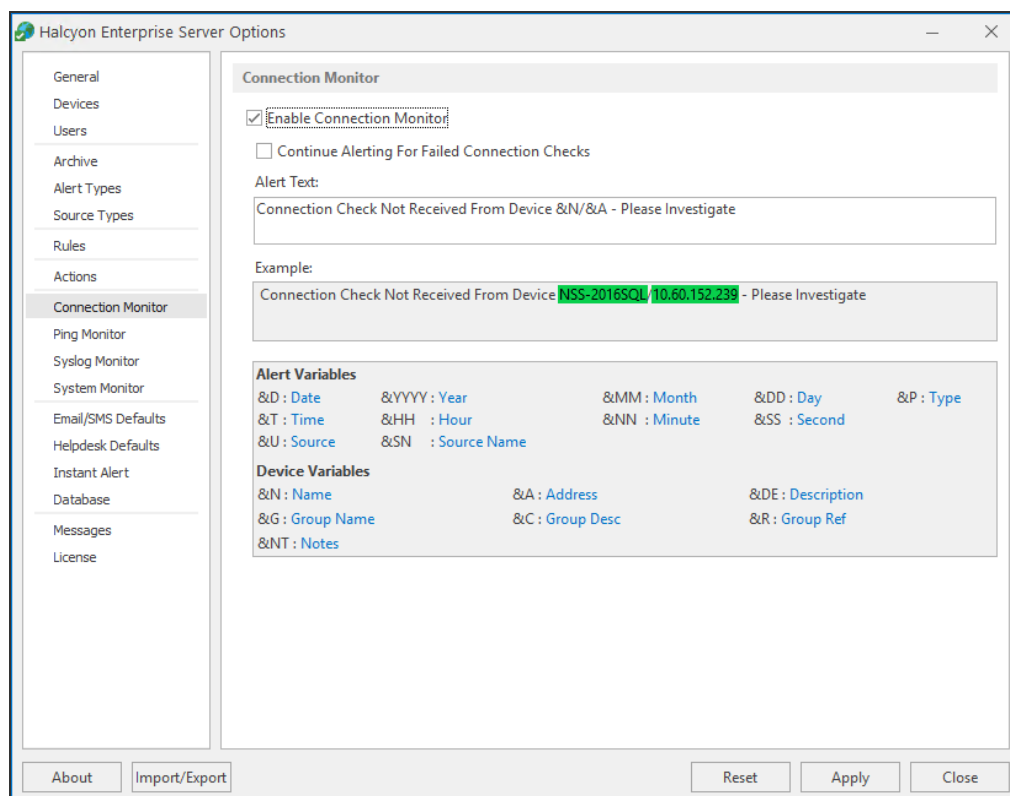 Halcyon Enterprise Server Options
General
Devices
Users
Archive
Alert Types
Source Types
Rules
Actions
Connection Monitor
Ping Monitor
Syslog Monitor
System Monitor
Email/SMS Defaults
Helpdesk Defaults
Instant Alert
Database
Messages
License
Connection Monitor
Enable Connection Monitor
Continue Alerting For Failed Connection Checks
Alert Text:
Connection Check Not Received From Device &N/&A - Please Investigate
Example:
Connection Check Not Received From Device NSS-2016SQL/10.60.152.239 - Please Investigate
Alert Variables
&D : Date &YYYY : Year &MM : Month &DD : Day &P : Type
&T : Time &HH : Hour &NN : Minute &SS : Second
&U : Source &SN : Source Name
Device Variables
&N : Name &A : Address &DE : Description
&G : Group Name &C : Group Desc &R : Group Ref
&NT : Notes
About Import/Export Reset Apply Close